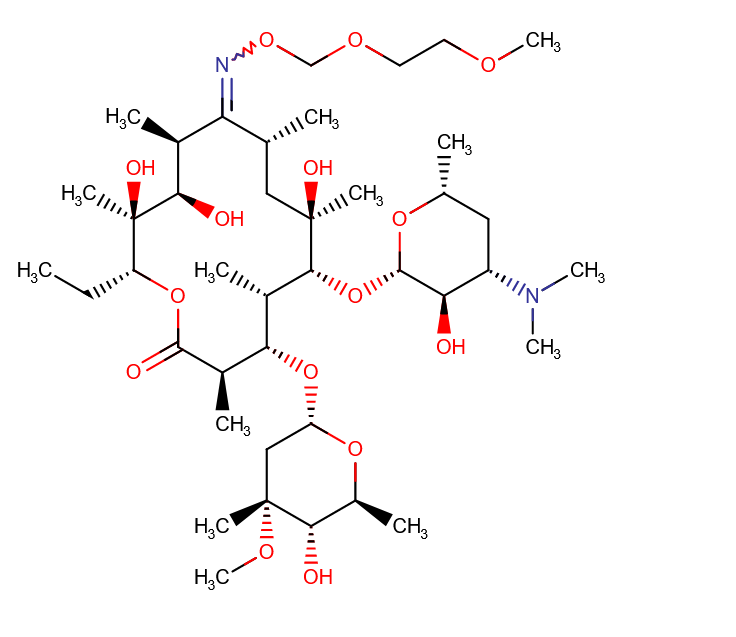 O O CH₃
N O
H₃C CH₃
CH₃
OH OH
H₃C CH₃
OH O
H₃C H₃C CH₃
O O N
OH CH₃
O O
CH₃
O
H₃C CH₃
O
H₃C OH